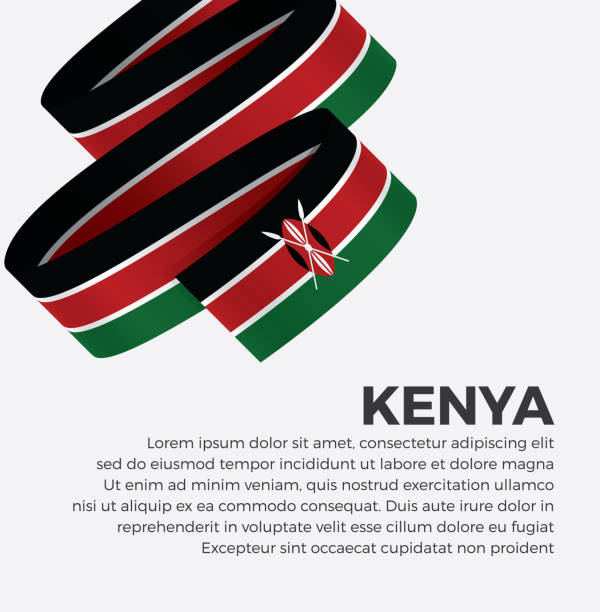 KENYA
Lorem ipsum dolor sit amet, consectetur adipiscing elit
sed do eiusmod tempor incididunt ut labore et dolore magna
Ut enim ad minim veniam, quis nostrud exercitation ullamco
nisi ut aliquip ex ea commodo consequat. Duis aute irure dolor in
reprehenderit in voluptate velit esse cillum dolore eu fugiat
Excepteur sint occaecat cupidatat non proident